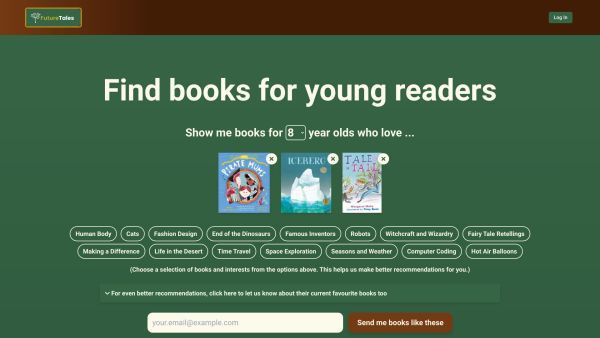 FutureTales
Log In
Find books for young readers
Show me books for 8 year olds who love ...
PIRATE MUMS
ICEBERG
TALE OF A TAIL
Human Body Cats Fashion Design End of the Dinosaurs Famous Inventors Robots Witchcraft and Wizardry Fairy Tale Retellings
Making a Difference Life in the Desert Time Travel Space Exploration Seasons and Weather Computer Coding Hot Air Balloons
(Choose a selection of books and interests from the options above. This helps us make better recommendations for you.)
For even better recommendations, click here to let us know about their current favourite books too
your.email@example.com Send me books like these